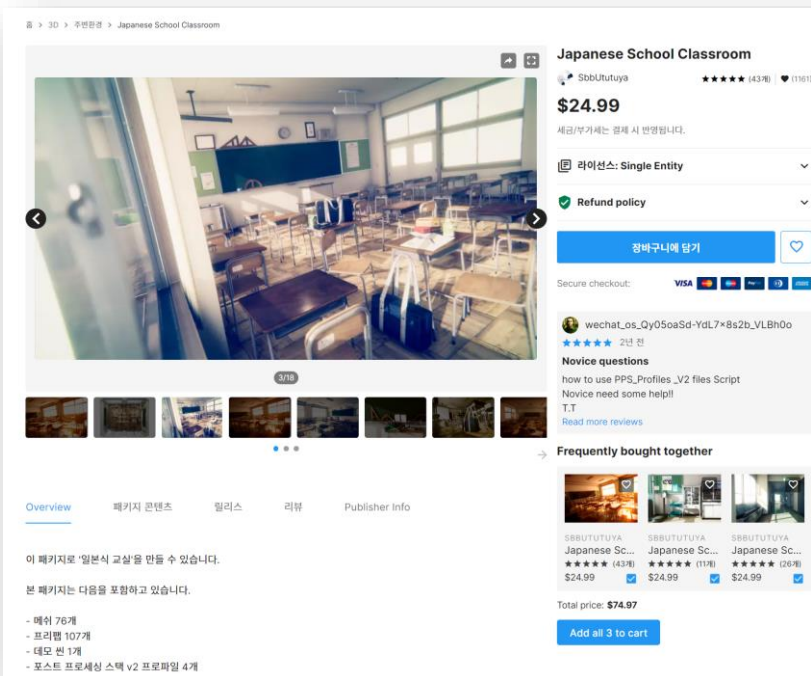 홈 > 3D > 주변환경 > Japanese School Classroom
Japanese School Classroom
SbbUtutuya
★★★★★ (43개) | ♥ (1161)
$24.99
세금/부가세는 결제 시 반영됩니다.
라이선스: Single Entity
Refund policy
장바구니에 담기
Secure checkout:
VISA
wechat_os_Qy05oaSd-YdL7×8s2b_VLBh0o
★★★★★ 2년 전
Novice questions
how to use PPS_Profiles _V2 files Script
Novice need some help!!
T.T
Read more reviews
3/18
Frequently bought together
SBBUTUTUYA SBBUTUTUYA SBBUTUTUYA
Japanese Sc... Japanese Sc... Japanese Sc...
★★★★★ (43개) ★★★★★ (11개) ★★★★★ (26개)
$24.99 $24.99 $24.99
Total price: $74.97
Add all 3 to cart
Overview 패키지 콘텐츠 릴리스 리뷰 Publisher Info
이 패키지로 '일본식 교실'을 만들 수 있습니다.
본 패키지는 다음을 포함하고 있습니다.
- 메쉬 76개
- 프리팹 107개
- 데모 씬 1개
- 포스트 프로세싱 스택 v2 프로파일 4개